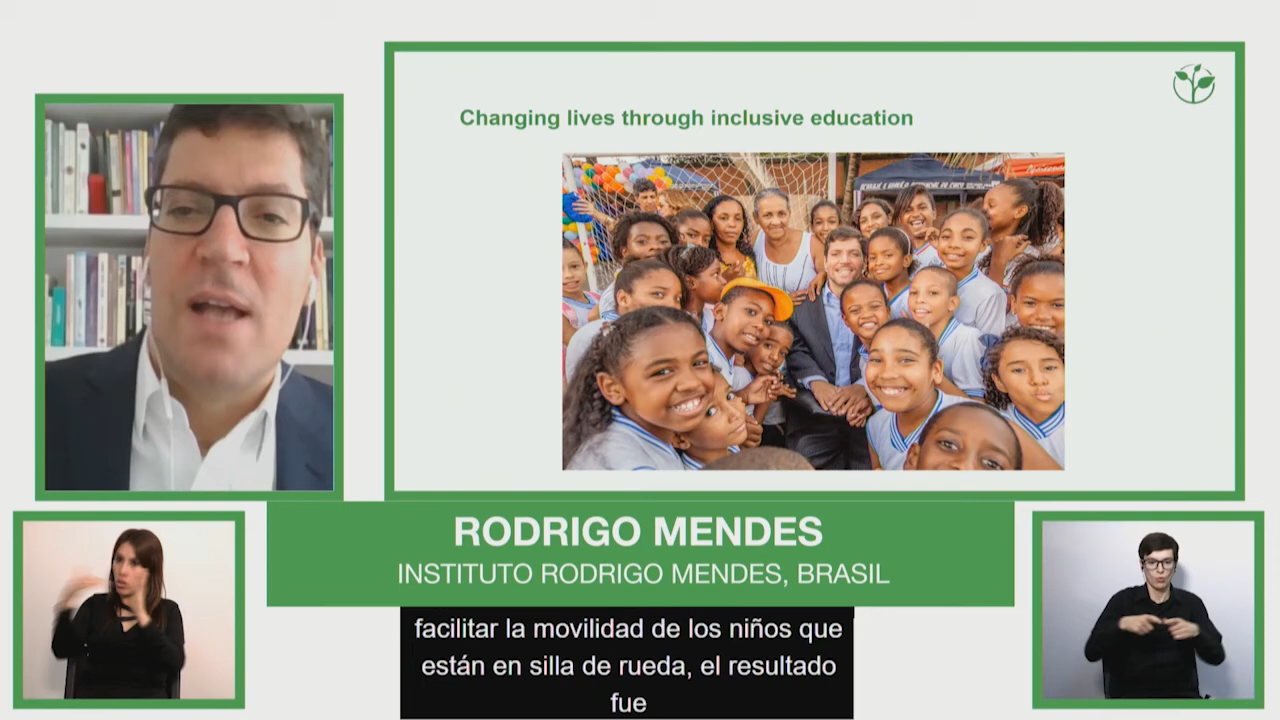 Changing lives through inclusive education
RODRIGO MENDES
INSTITUTO RODRIGO MENDES, BRASIL
facilitar la movilidad de los niños que
están en silla de rueda, el resultado
fue